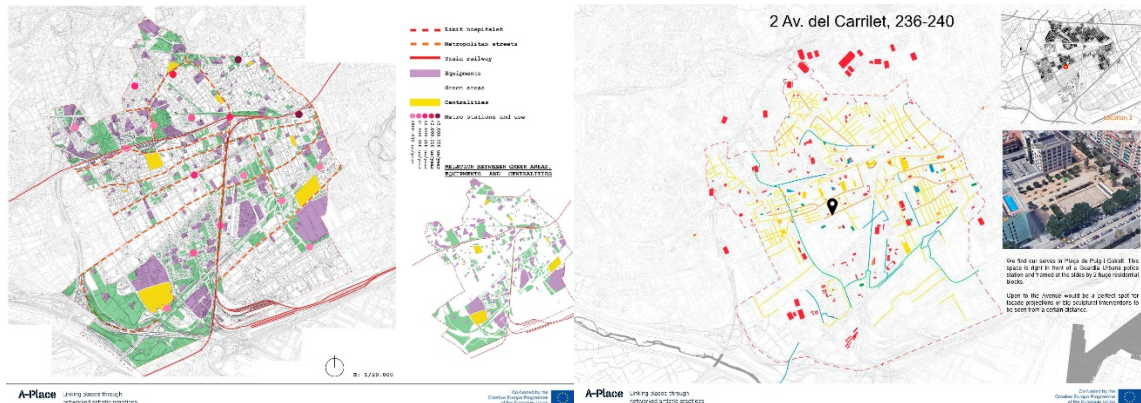 Limit hospitalet
Metropolitan streets
Train railway
Equipments
Green areas
Centralities
Metro stations and use
RELATION BETWEEN GREEN AREAS,
EQUIPMENTS AND CENTRALITIES
E: 1/20.000
A-Place
Linking places through
networked artistic practices
Co-funded by the
Creative Europe Programme
of the European Union
2 Av. del Carrilet, 236-240
Location 2
We find our selves in Plaça de Puig i Gairalt. This
space is right in front of a Guardia Urbana police
station and framed at the sides by 2 huge residential
blocks.
Open to the Avenue would be a perfect spot for
facade projections or big sculptural interventions to
be seen from a certain distance.
A-Place
Linking places through
networked artistic practices
Co-funded by the
Creative Europe Programme
of the European Union